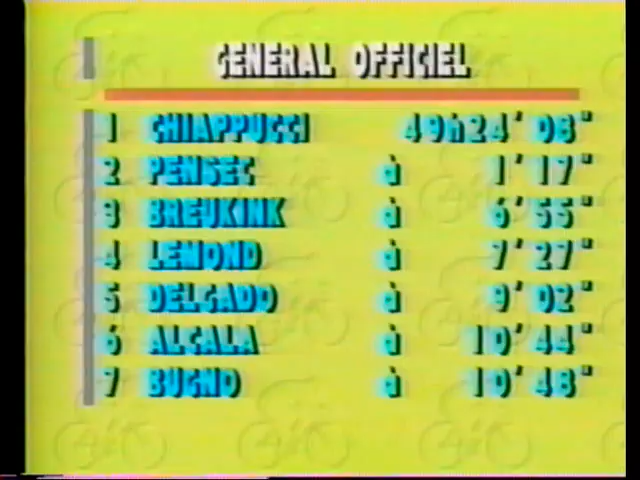 GENERAL OFFICIEL
1 CHIAPPUCCI 49h24'08"
2 PENSEC à 1'17"
3 BREUKINK à 6'55"
4 LEMOND à 7'27"
5 DELGADO à 9'02"
6 ALCALA à 10'44"
7 BUGNO à 10'48"